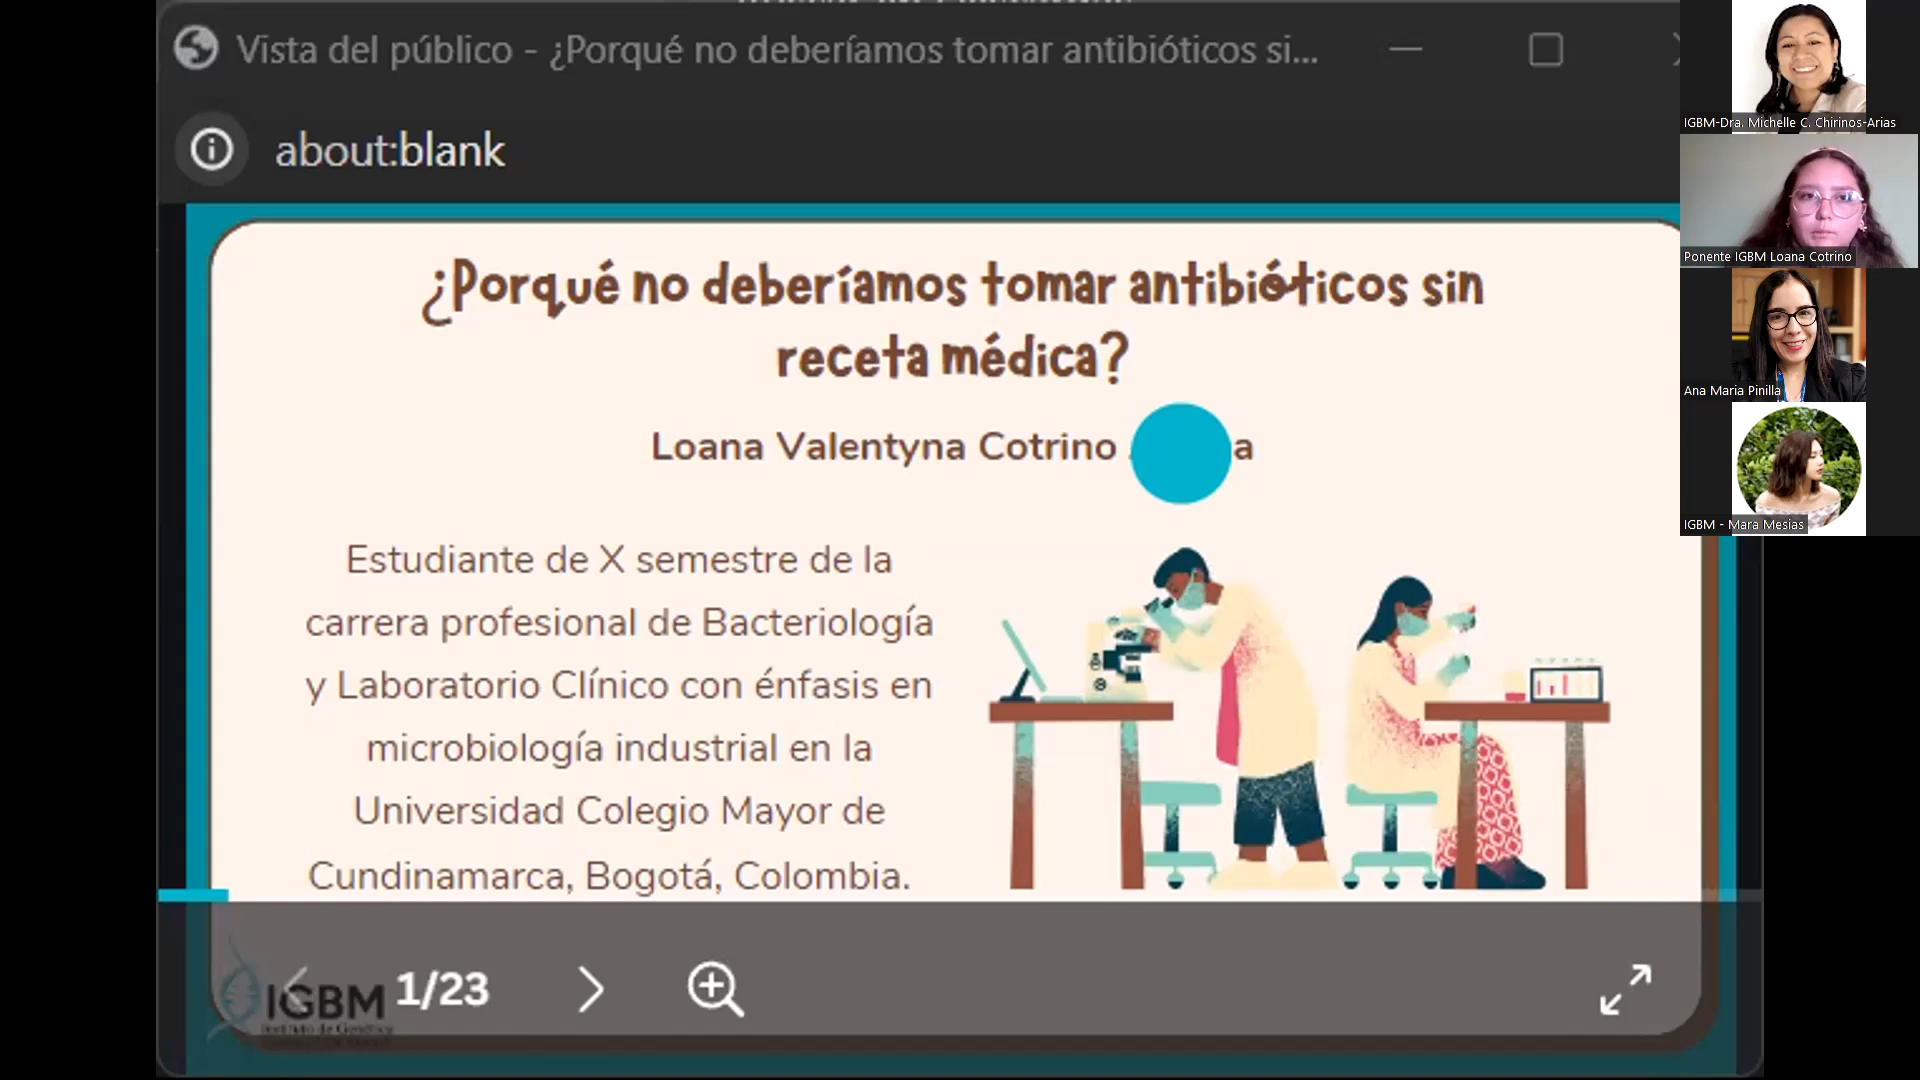 Vista del público - ¿Porqué no deberíamos tomar antibióticos si...
about:blank
¿Porqué no deberíamos tomar antibióticos sin
receta médica?
Loana Valentyna Cotrino
Estudiante de X semestre de la
carrera profesional de Bacteriología
y Laboratorio Clínico con énfasis en
microbiología industrial en la
Universidad Colegio Mayor de
Cundinamarca, Bogotá, Colombia.
IGBM
1/23
IGBM-Dra. Michelle C. Chirinos-Arias
Ponente IGBM Loana Cotrino
Ana Maria Pinilla
IGBM - Mara Mesias